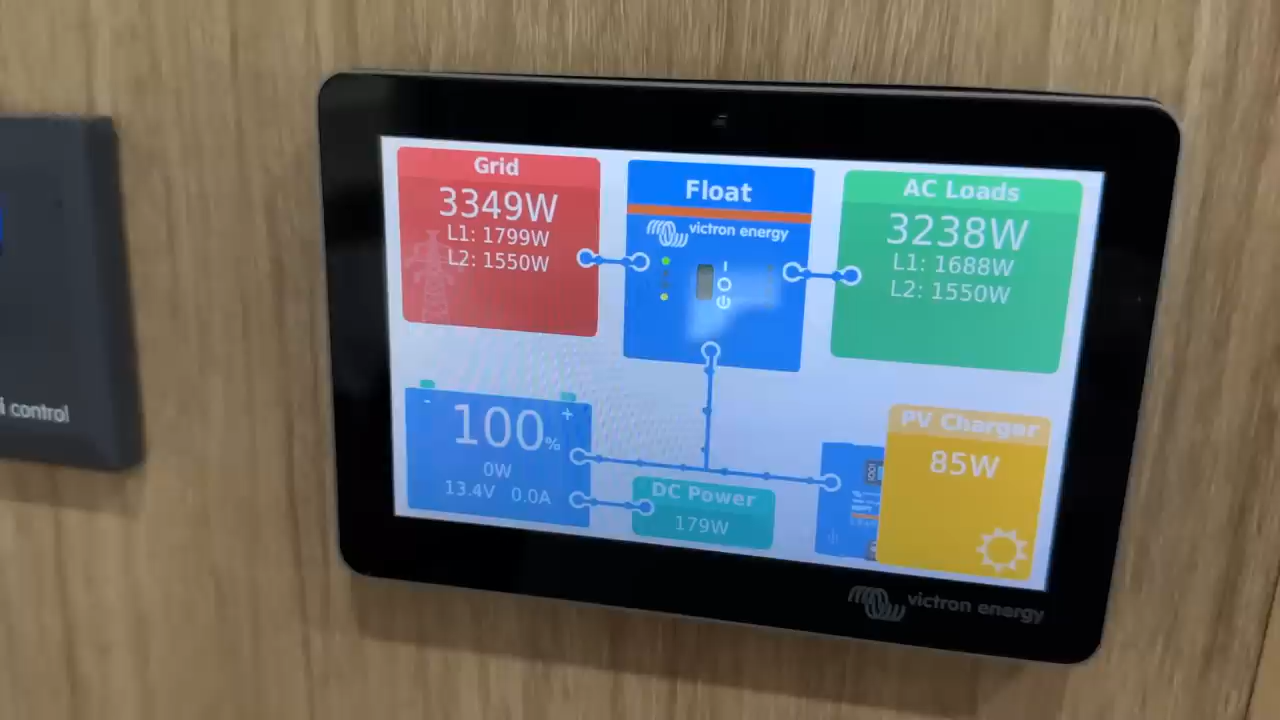 Grid
3349W
L1: 1799W
L2: 1550W
Float
victron energy
AC Loads
3238W
L1: 1688W
L2: 1550W
i control
- +
100%
0W
13.4V 0.0A
DC Power
179W
PV Charger
85W
victron energy